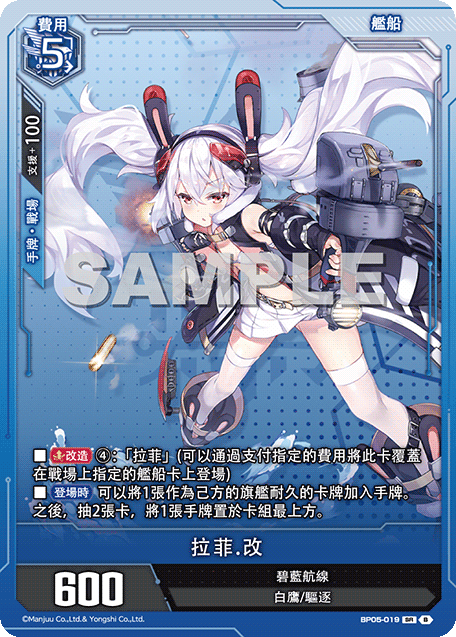 費用
5
艦船
支援+100
手牌・戰場
SAMPLE
■ 改造 ④：「拉菲」(可以通過支付指定的費用將此卡覆蓋
在戰場上指定的艦船卡上登場)
■ 登場時 可以將1張作為己方的旗艦耐久的卡牌加入手牌。
之後，抽2張卡，將1張手牌置於卡組最上方。
拉菲.改
600
碧藍航線
白鷹/驅逐
©Manjuu Co.,Ltd.& Yongshi Co.,Ltd.
BP05-019 SR B